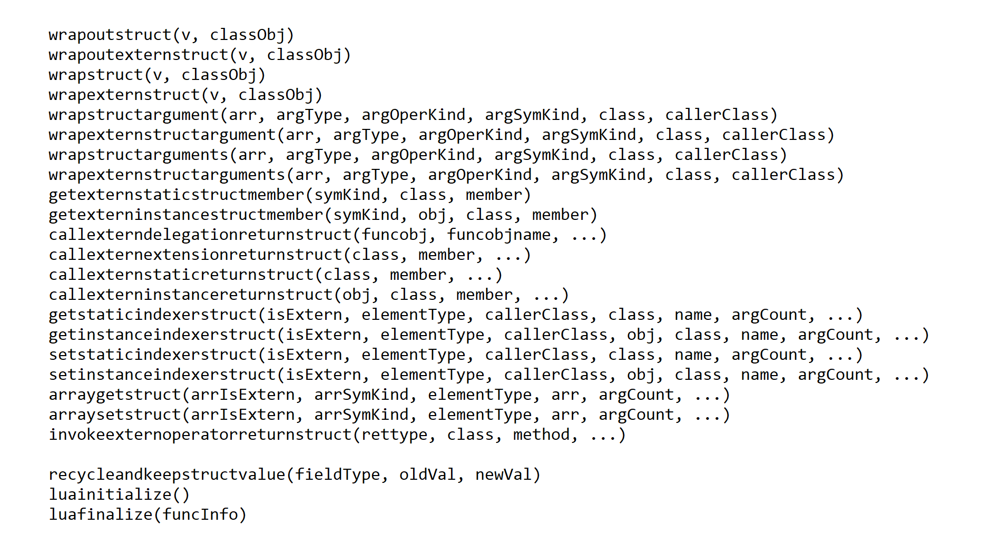 wrapoutstruct(v, classObj)
wrapoutexternstruct(v, classObj)
wrapstruct(v, classObj)
wrapexternstruct(v, classObj)
wrapstructargument(arr, argType, argOperKind, argSymKind, class, callerClass)
wrapexternstructargument(arr, argType, argOperKind, argSymKind, class, callerClass)
wrapstructarguments(arr, argType, argOperKind, argSymKind, class, callerClass)
wrapexternstructarguments(arr, argType, argOperKind, argSymKind, class, callerClass)
getexternstaticstructmember(symKind, class, member)
getexterninstancestructmember(symKind, obj, class, member)
callexterndelegationreturnstruct(funcobj, funcobjname, ...)
callexternextensionreturnstruct(class, member, ...)
callexternstaticreturnstruct(class, member, ...)
callexterninstancereturnstruct(obj, class, member, ...)
getstaticindexerstruct(isExtern, elementType, callerClass, class, name, argCount, ...)
getinstanceindexerstruct(isExtern, elementType, callerClass, obj, class, name, argCount, ...)
setstaticindexerstruct(isExtern, elementType, callerClass, class, name, argCount, ...)
setinstanceindexerstruct(isExtern, elementType, callerClass, obj, class, name, argCount, ...)
arraygetstruct(arrIsExtern, arrSymKind, elementType, arr, argCount, ...)
arraysetstruct(arrIsExtern, arrSymKind, elementType, arr, argCount, ...)
invokeexternoperatorreturnstruct(rettype, class, method, ...)
recycleandkeepstructvalue(fieldType, oldVal, newVal)
luainitialize()
luafinalize(funcInfo)